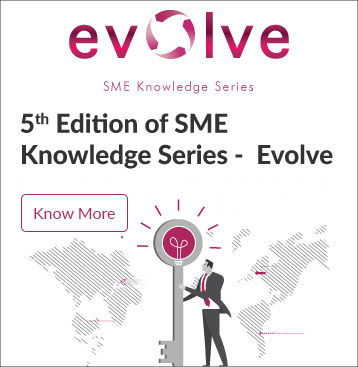 evolve
SME Knowledge Series
5th Edition of SME
Knowledge Series - Evolve
Know More